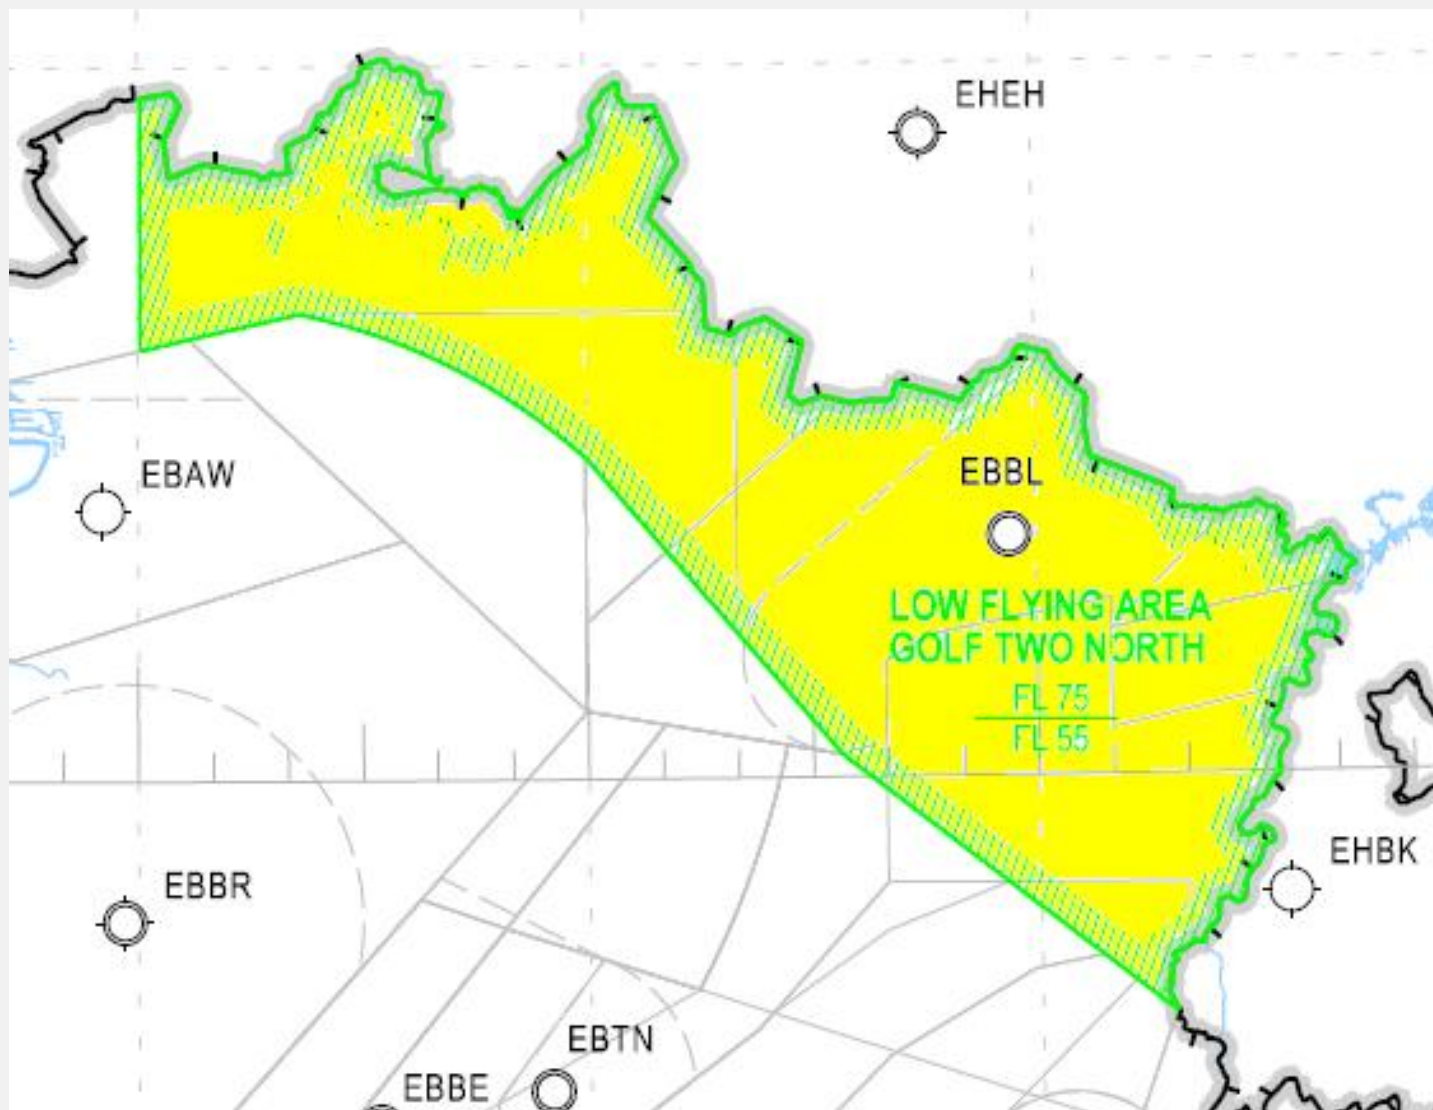 EHEH
EBAW
EBBL
LOW FLYING AREA
GOLF TWO NORTH
FL 75
FL 55
EHBK
EBBR
EBTN
EBBE